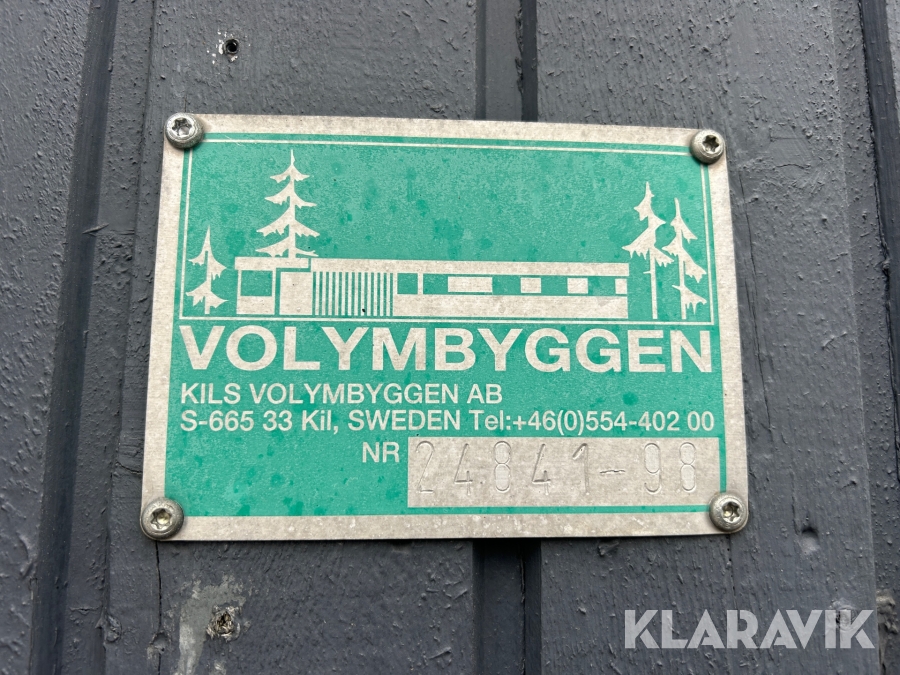 VOLYMBYGGEN
KILS VOLYMBYGGEN AB
S-665 33 Kil, SWEDEN Tel:+46(0)554-402 00
NR 24841-98
KLARAVIK